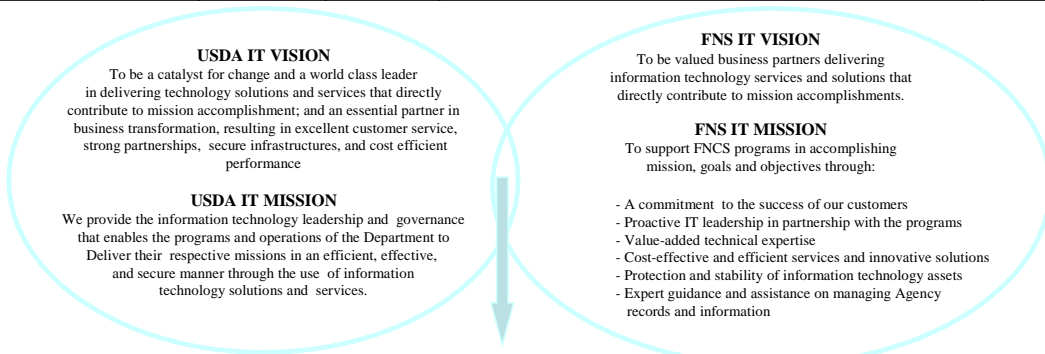 USDA IT VISION
To be a catalyst for change and a world class leader
in delivering technology solutions and services that directly
contribute to mission accomplishment; and an essential partner in
business transformation, resulting in excellent customer service,
strong partnerships, secure infrastructures, and cost efficient
performance
USDA IT MISSION
We provide the information technology leadership and governance
that enables the programs and operations of the Department to
Deliver their respective missions in an efficient, effective,
and secure manner through the use of information
technology solutions and services.
FNS IT VISION
To be valued business partners delivering
information technology services and solutions that
directly contribute to mission accomplishments.
FNS IT MISSION
To support FNCS programs in accomplishing
mission, goals and objectives through:
- A commitment to the success of our customers
- Proactive IT leadership in partnership with the programs
- Value-added technical expertise
- Cost-effective and efficient services and innovative solutions
- Protection and stability of information technology assets
- Expert guidance and assistance on managing Agency
records and information